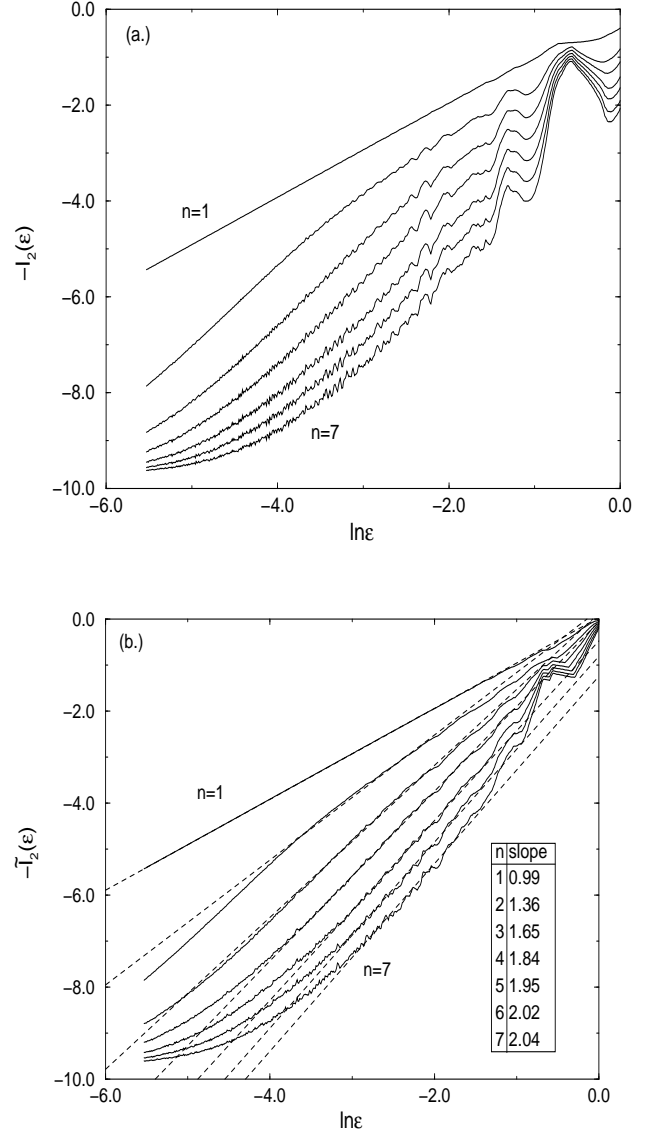 (a.)
0.0
−2.0
−4.0
−6.0
−8.0
−10.0
−I₂(ε)
n=1
n=7
−6.0 −4.0 −2.0 0.0
lnε
(b.)
0.0
−2.0
−4.0
−6.0
−8.0
−10.0
−Ĩ₂(ε)
n=1
n=7
n slope
1 0.99
2 1.36
3 1.65
4 1.84
5 1.95
6 2.02
7 2.04
−6.0 −4.0 −2.0 0.0
lnε